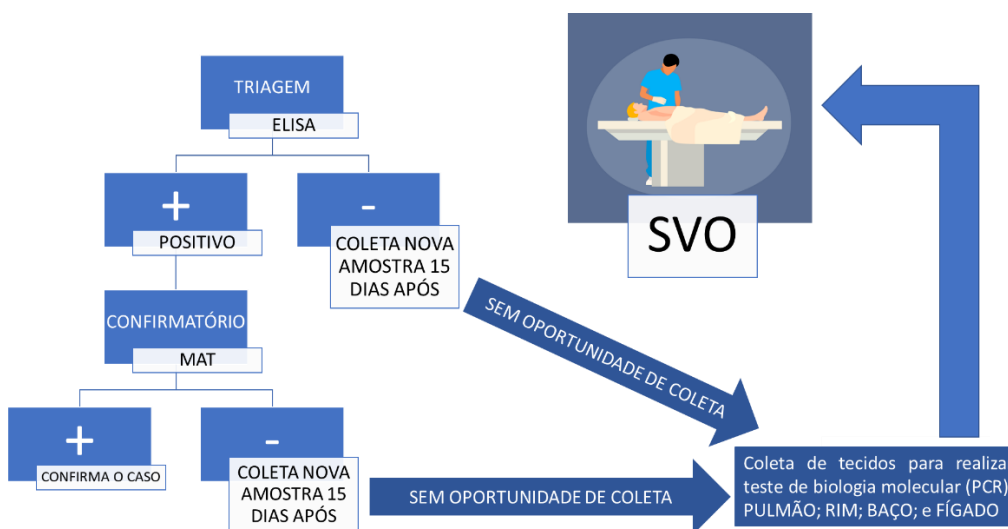 TRIAGEM
ELISA
+
POSITIVO
-
COLETA NOVA
AMOSTRA 15
DIAS APÓS
CONFIRMATÓRIO
MAT
+
CONFIRMA O CASO
-
COLETA NOVA
AMOSTRA 15
DIAS APÓS
SVO
SEM OPORTUNIDADE DE COLETA
SEM OPORTUNIDADE DE COLETA
Coleta de tecidos para realiza
teste de biologia molecular (PCR)
PULMÃO; RIM; BAÇO; e FÍGADO